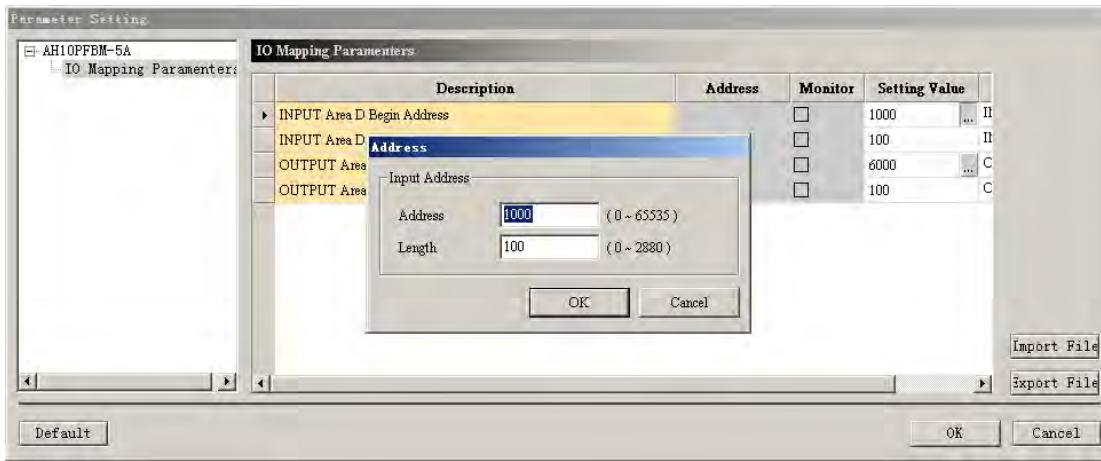 Parameter Setting
AH10PFBM-5A
IO Mapping Paramenters
IO Mapping Paramenters
Description Address Monitor Setting Value
INPUT Area D Begin Address 1000 ...
INPUT Area D 100
OUTPUT Area 6000 ...
OUTPUT Area 100
Address
Input Address
Address 1000 ( 0 ~ 65535 )
Length 100 ( 0 ~ 2880 )
OK Cancel
Import File
Export File
Default OK Cancel